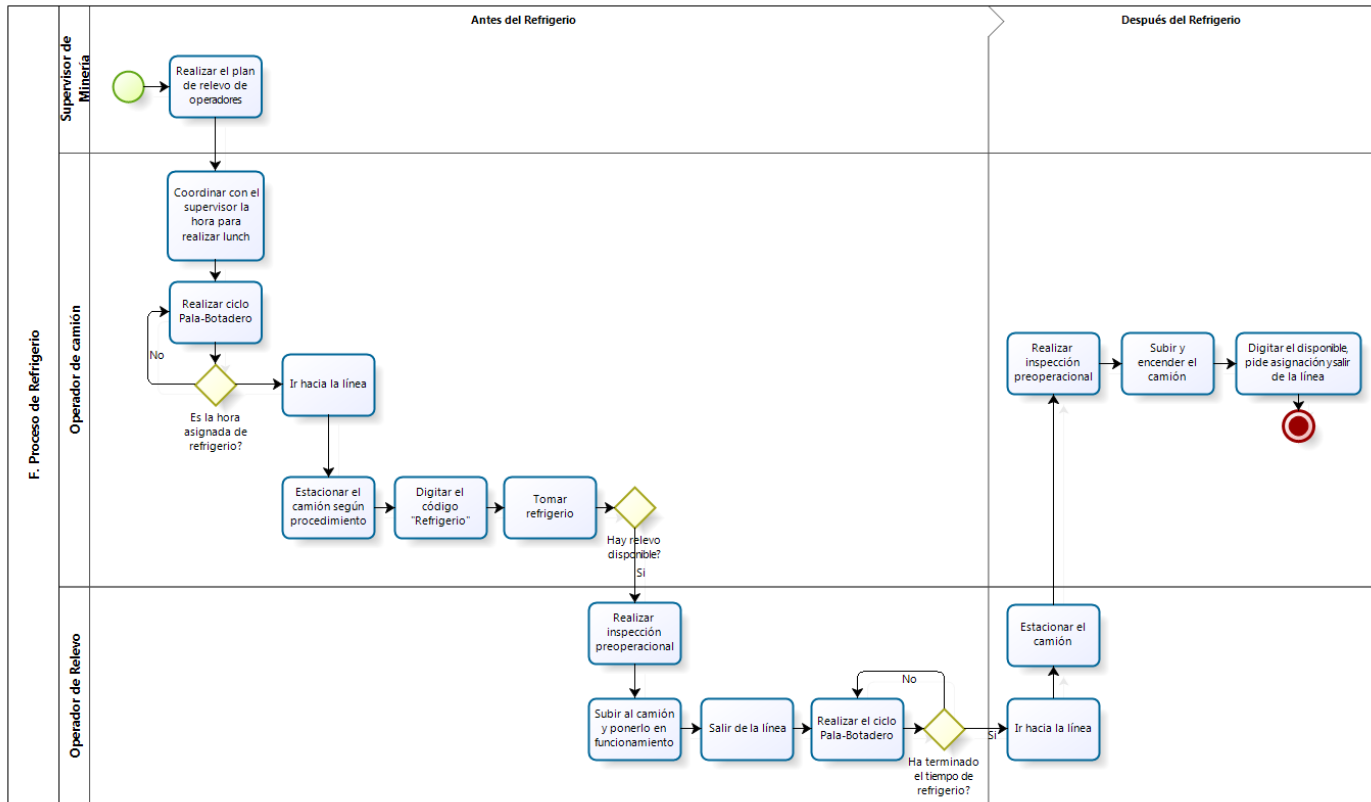 Antes del Refrigerio
Después del Refrigerio
F. Proceso de Refrigerio
Supervisor de
Minería
Realizar el plan
de relevo de
operadores
Operador de camión
Coordinar con el
supervisor la
hora para
realizar lunch
Realizar ciclo
Pala-Botadero
No
Es la hora
asignada de
refrigerio?
Ir hacia la línea
Estacionar el
camión según
procedimiento
Digitar el
código
"Refrigerio"
Tomar
refrigerio
Hay relevo
disponible?
Si
Realizar
inspección
preoperacional
Subir y
encender el
camión
Digitar el disponible,
pide asignación ysalir
de la línea
Operador de Relevo
Realizar
inspección
preoperacional
Subir al camión
y ponerlo en
funcionamiento
Salir de la línea
Realizar el ciclo
Pala-Botadero
No
Ha terminado
el tiempo de
refrigerio?
Si
Ir hacia la línea
Estacionar el
camión